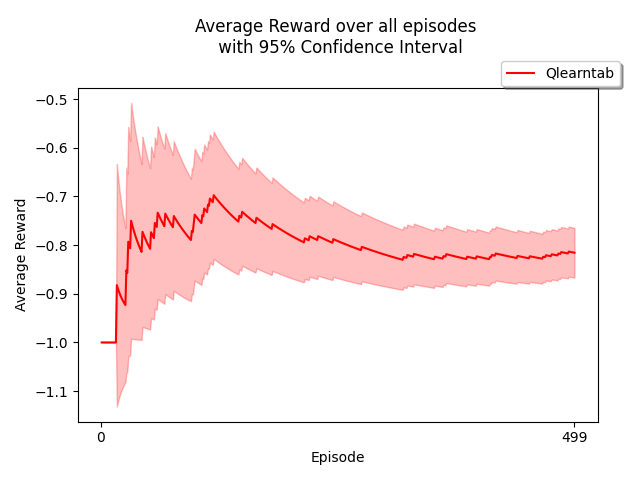 Average Reward over all episodes
with 95% Confidence Interval
Qlearntab
−0.5
−0.6
−0.7
−0.8
−0.9
−1.0
−1.1
Average Reward
0
499
Episode